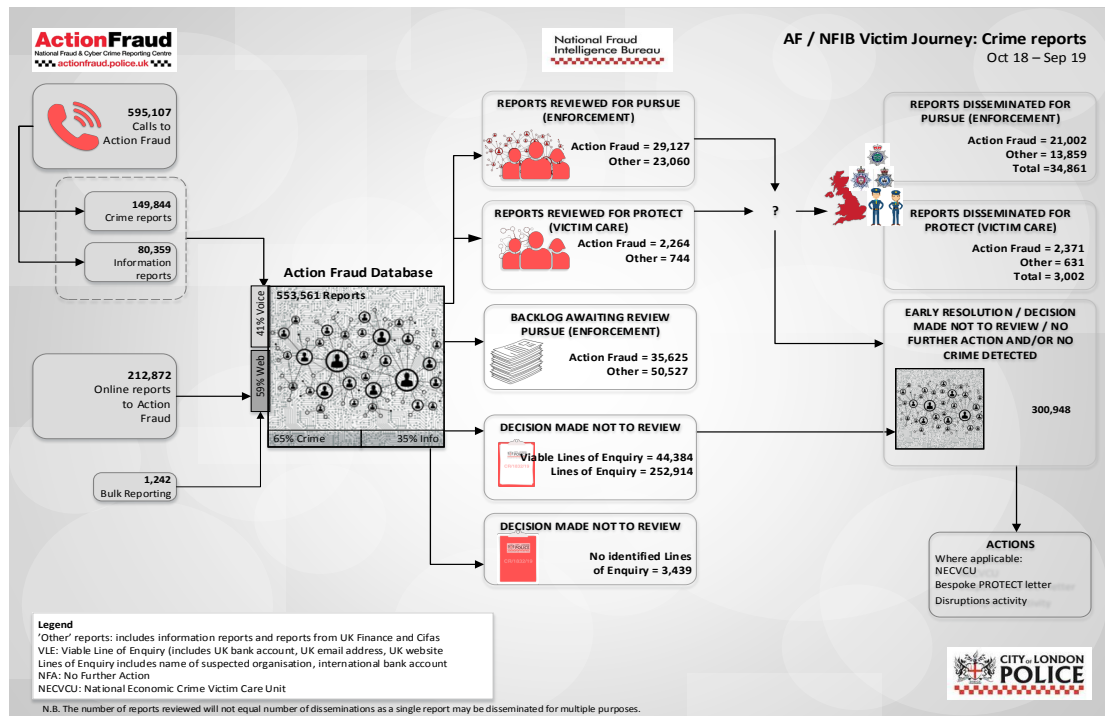 ActionFraud
National Fraud & Cyber Crime Reporting Centre
actionfraud.police.uk
National Fraud
Intelligence Bureau
AF / NFIB Victim Journey: Crime reports
Oct 18 – Sep 19
595,107
Calls to
Action Fraud
149,844
Crime reports
80,359
Information
reports
212,872
Online reports
to Action
Fraud
1,242
Bulk Reporting
Action Fraud Database
553,561 Reports
41% Voice
59% Web
65% Crime
35% Info
REPORTS REVIEWED FOR PURSUE
(ENFORCEMENT)
Action Fraud = 29,127
Other = 23,060
REPORTS REVIEWED FOR PROTECT
(VICTIM CARE)
Action Fraud = 2,264
Other = 744
BACKLOG AWAITING REVIEW
PURSUE (ENFORCEMENT)
Action Fraud = 35,625
Other = 50,527
DECISION MADE NOT TO REVIEW
Viable Lines of Enquiry = 44,384
Lines of Enquiry = 252,914
DECISION MADE NOT TO REVIEW
No identified Lines
of Enquiry = 3,439
?
REPORTS DISSEMINATED FOR
PURSUE (ENFORCEMENT)
Action Fraud = 21,002
Other = 13,859
Total =34,861
REPORTS DISSEMINATED FOR
PROTECT (VICTIM CARE)
Action Fraud = 2,371
Other = 631
Total = 3,002
EARLY RESOLUTION / DECISION
MADE NOT TO REVIEW / NO
FURTHER ACTION AND/OR NO
CRIME DETECTED
300,948
ACTIONS
Where applicable:
NECVCU
Bespoke PROTECT letter
Disruptions activity
Legend
'Other' reports: includes information reports and reports from UK Finance and Cifas
VLE: Viable Line of Enquiry (includes UK bank account, UK email address, UK website
Lines of Enquiry includes name of suspected organisation, international bank account
NFA: No Further Action
NECVCU: National Economic Crime Victim Care Unit
N.B. The number of reports reviewed will not equal number of disseminations as a single report may be disseminated for multiple purposes.
CITY of LONDON
POLICE